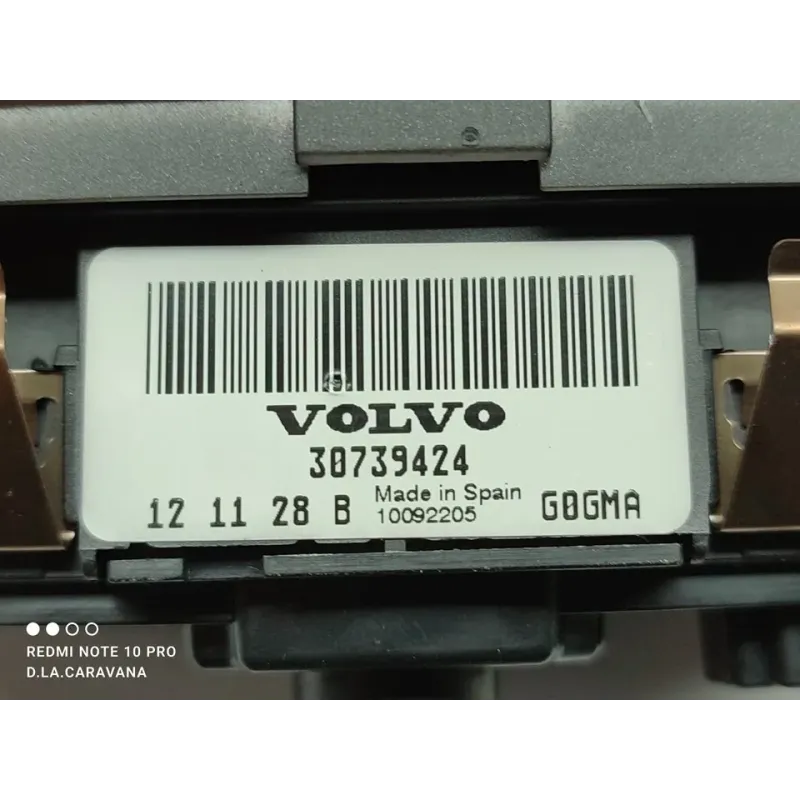 VOLVO
30739424
12 11 28 B Made in Spain G0GMA
10092205
REDMI NOTE 10 PRO
D.LA.CARAVANA